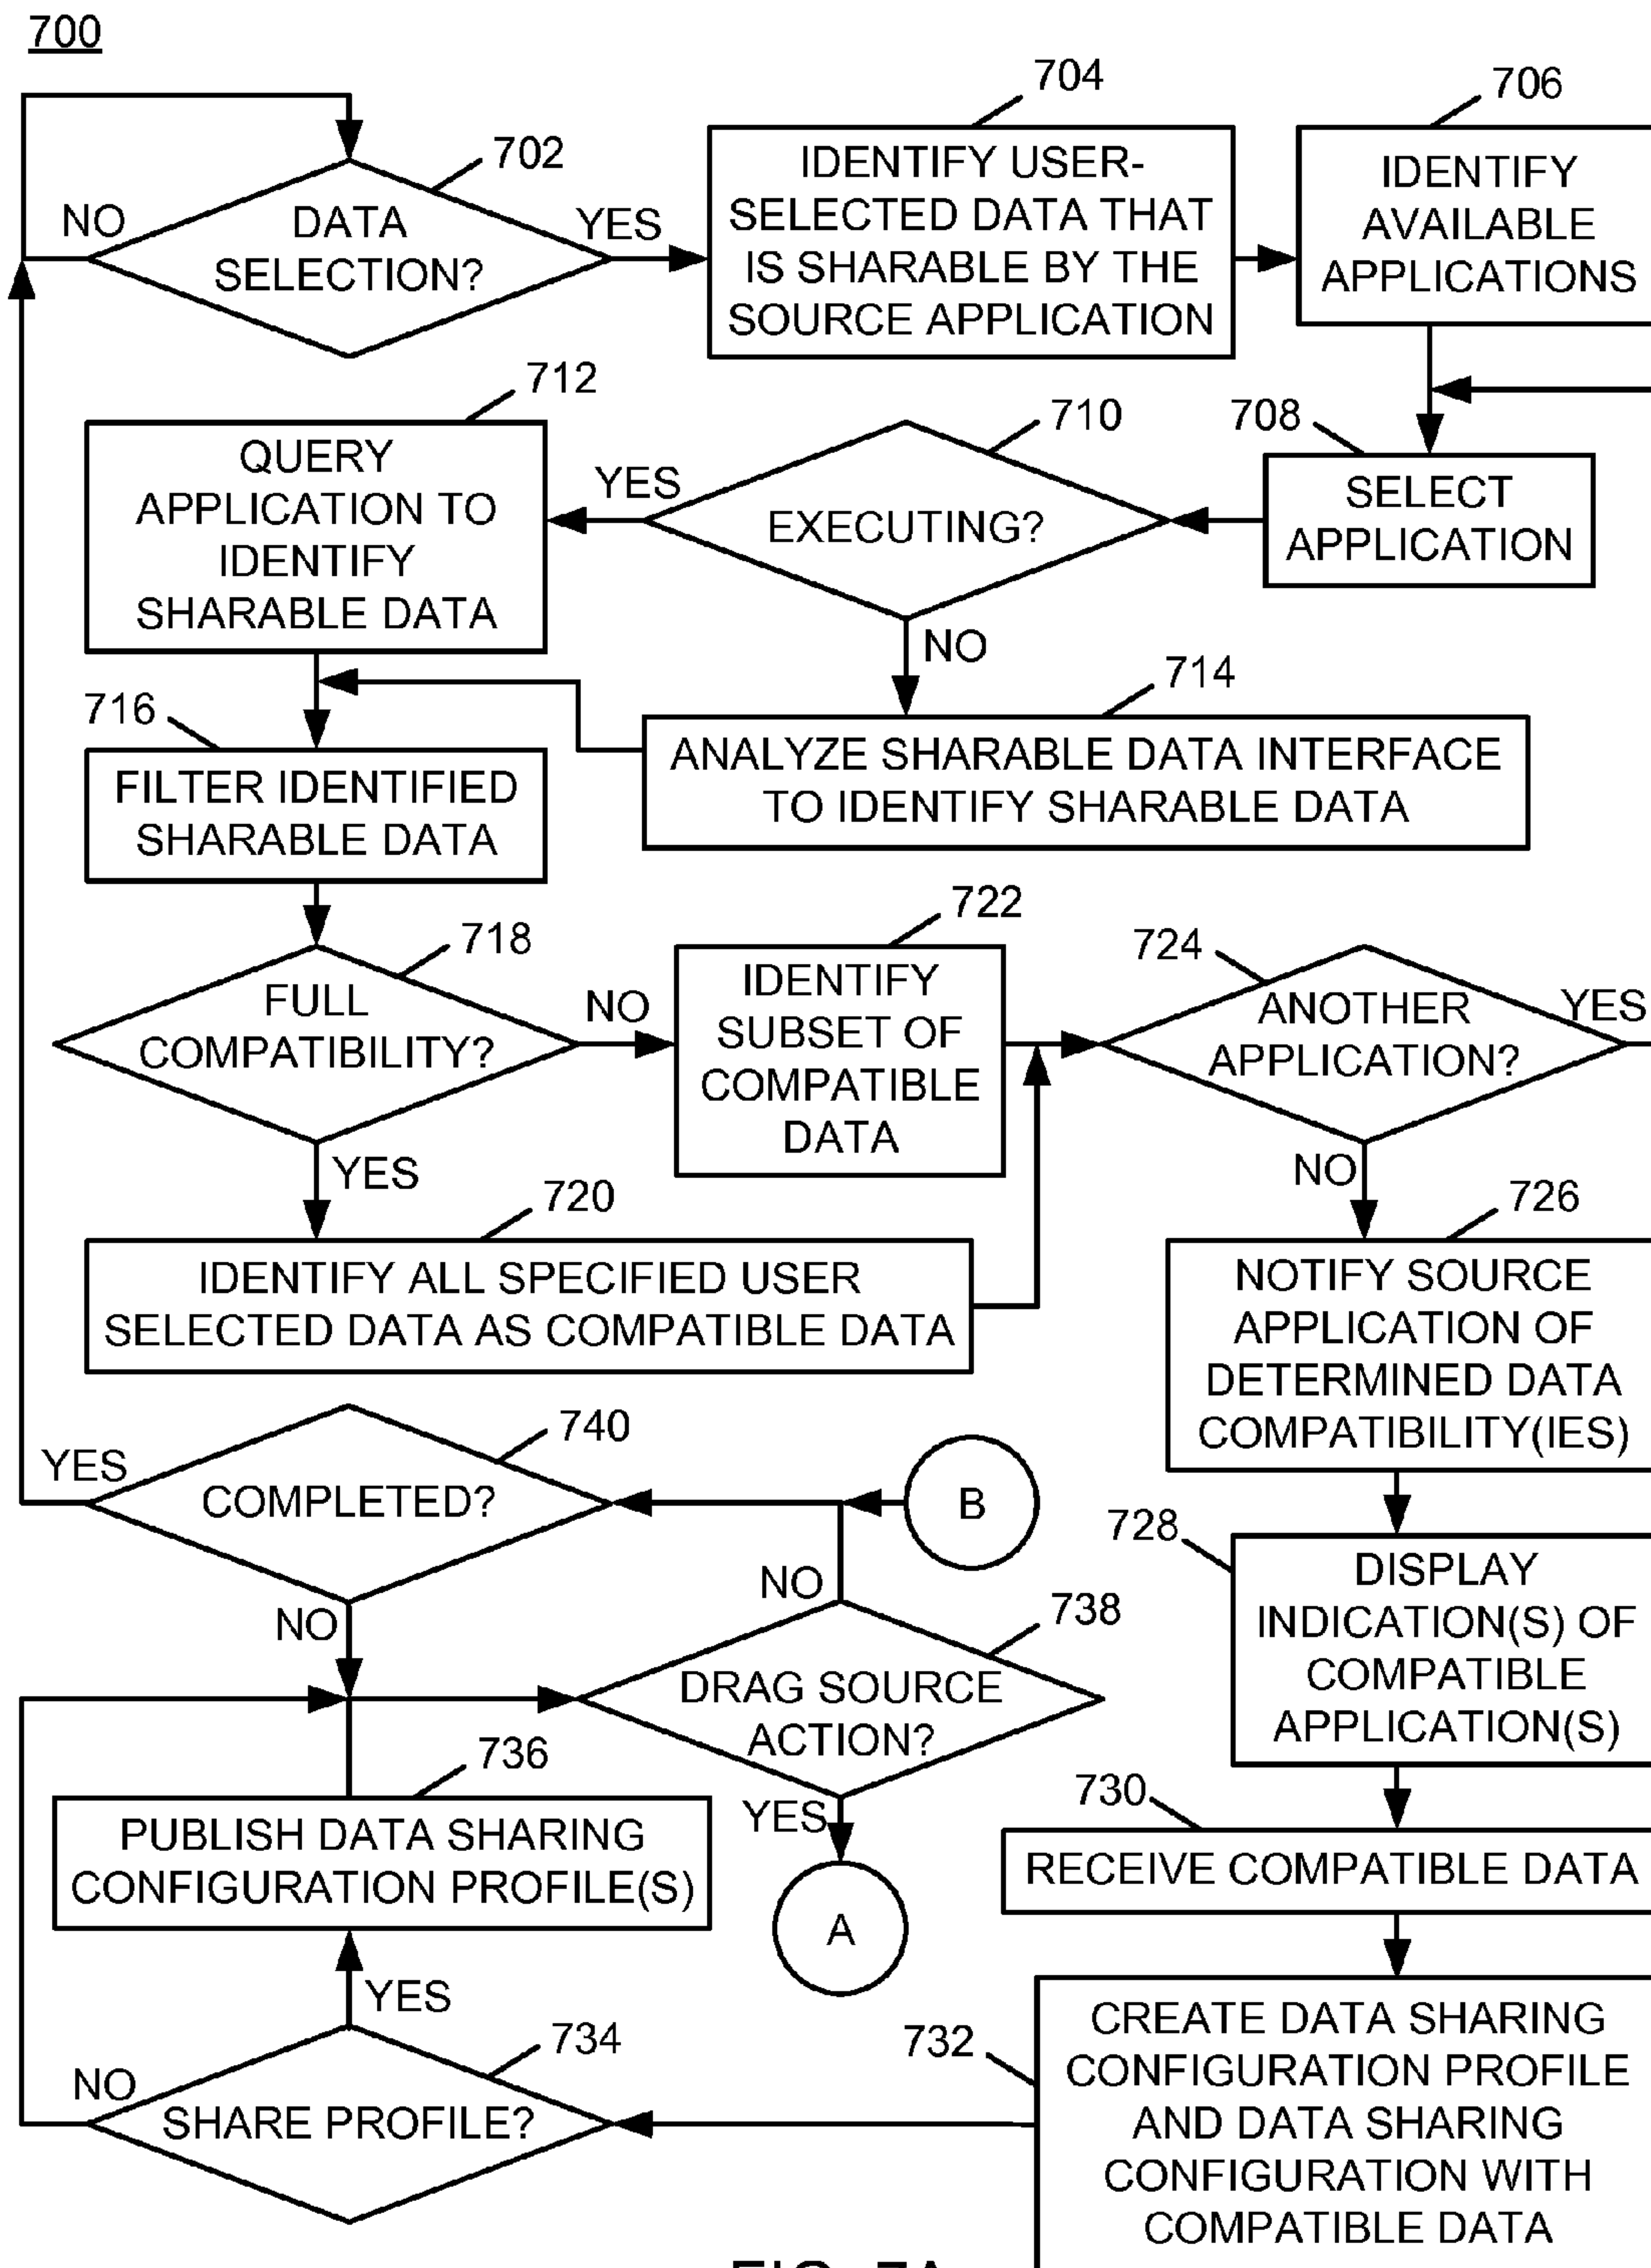 700
702
DATA
SELECTION?
NO
YES
704
IDENTIFY USER-
SELECTED DATA THAT
IS SHARABLE BY THE
SOURCE APPLICATION
706
IDENTIFY
AVAILABLE
APPLICATIONS
708
SELECT
APPLICATION
710
EXECUTING?
YES
NO
712
QUERY
APPLICATION TO
IDENTIFY
SHARABLE DATA
714
ANALYZE SHARABLE DATA INTERFACE
TO IDENTIFY SHARABLE DATA
716
FILTER IDENTIFIED
SHARABLE DATA
718
FULL
COMPATIBILITY?
NO
YES
722
IDENTIFY
SUBSET OF
COMPATIBLE
DATA
720
IDENTIFY ALL SPECIFIED USER
SELECTED DATA AS COMPATIBLE DATA
724
ANOTHER
APPLICATION?
YES
NO
726
NOTIFY SOURCE
APPLICATION OF
DETERMINED DATA
COMPATIBILITY(IES)
728
DISPLAY
INDICATION(S) OF
COMPATIBLE
APPLICATION(S)
730
RECEIVE COMPATIBLE DATA
732
CREATE DATA SHARING
CONFIGURATION PROFILE
AND DATA SHARING
CONFIGURATION WITH
COMPATIBLE DATA
734
SHARE PROFILE?
NO
YES
736
PUBLISH DATA SHARING
CONFIGURATION PROFILE(S)
738
DRAG SOURCE
ACTION?
NO
YES
A
B
740
COMPLETED?
YES
NO